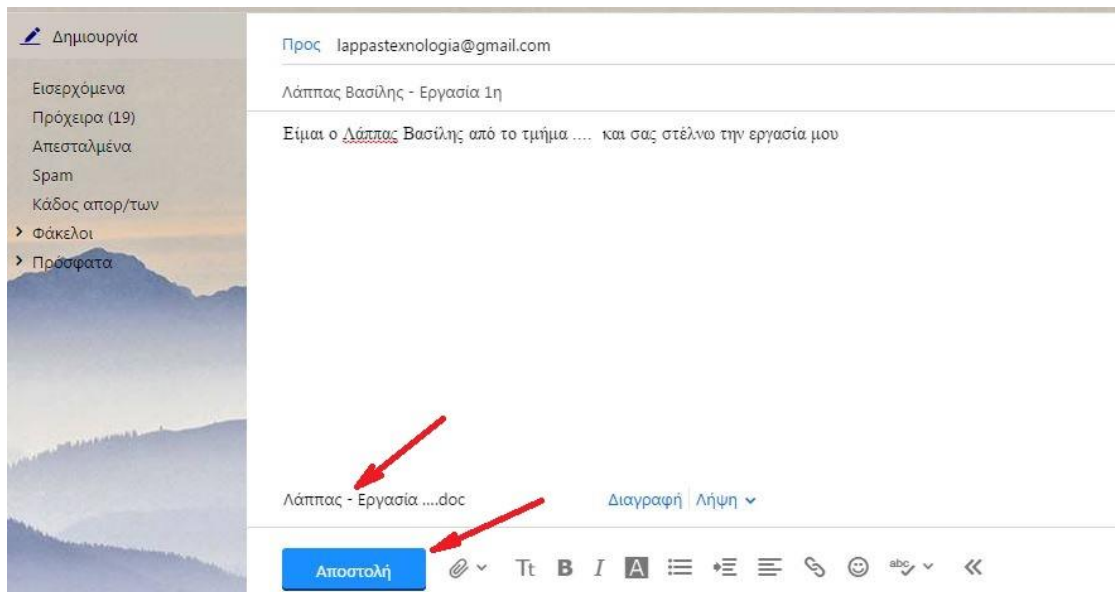 Δημιουργία
Εισερχόμενα
Πρόχειρα (19)
Απεσταλμένα
Spam
Κάδος απορ/των
Φάκελοι
Πρόσφατα
Προς lappastexnologia@gmail.com
Λάππας Βασίλης - Εργασία 1η
Είμαι ο Λάππας Βασίλης από το τμήμα .... και σας στέλνω την εργασία μου
Λάππας - Εργασία ....doc Διαγραφή Λήψη
Αποστολή Tt B I A abc